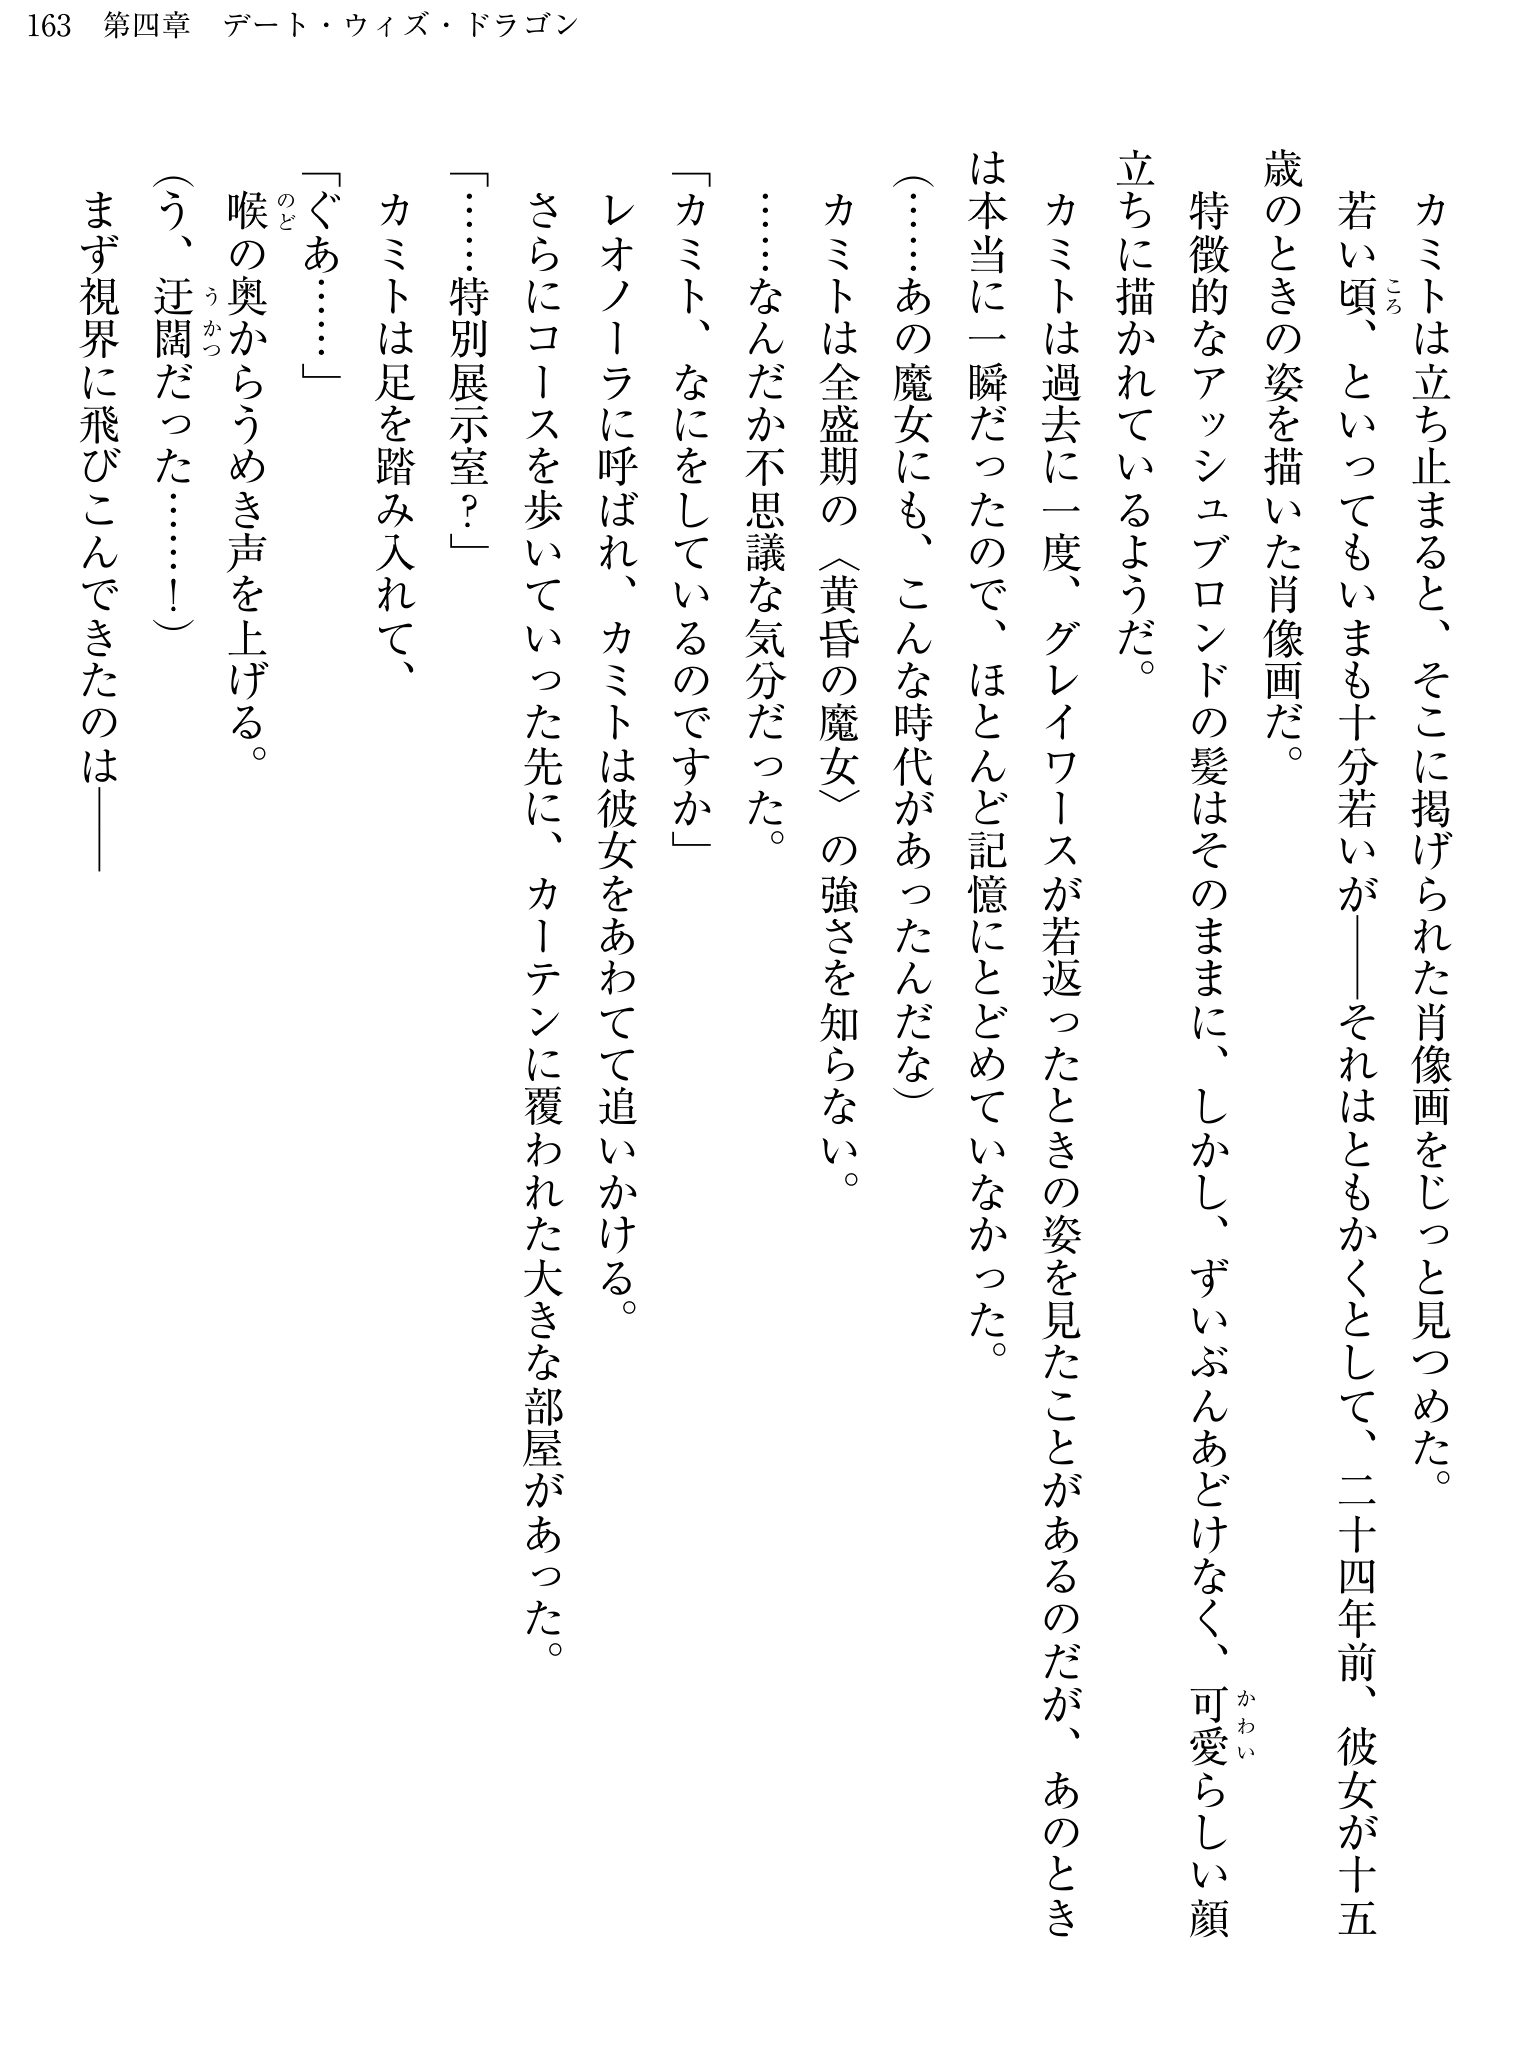 163 第四章 デート・ウィズ・ドラゴン
カミトは立ち止まると、そこに掲げられた肖像画をじっと見つめた。
若い頃、といってもいまも十分若いが――それはともかくとして、二十四年前、彼女が十五
歳のときの姿を描いた肖像画だ。
特徴的なアッシュブロンドの髪はそのままに、しかし、ずいぶんあどけなく、可愛らしい顔
立ちに描かれているようだ。
カミトは過去に一度、グレイワースが若返ったときの姿を見たことがあるのだが、あのとき
は本当に一瞬だったので、ほとんど記憶にとどめていなかった。
(……あの魔女にも、こんな時代があったんだな)
カミトは全盛期の〈黄昏の魔女〉の強さを知らない。
……なんだか不思議な気分だった。
「カミト、なにをしているのですか」
レオノーラに呼ばれ、カミトは彼女をあわてて追いかける。
さらにコースを歩いていった先に、カーテンに覆われた大きな部屋があった。
「……特別展示室?」
カミトは足を踏み入れて、
「ぐあ……」
喉の奥からうめき声を上げる。
(う、迂闊だった……!)
まず視界に飛びこんできたのは――
ころ
かわい
のど
うかつ